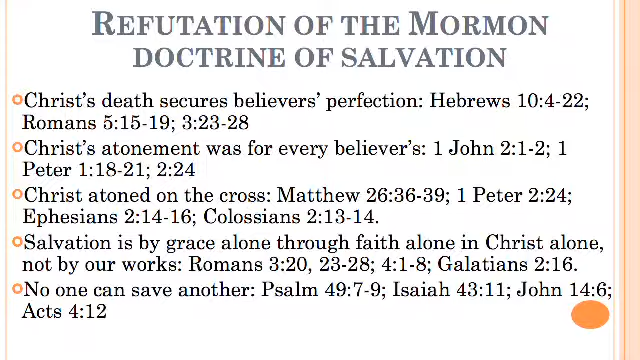 REFUTATION OF THE MORMON
DOCTRINE OF SALVATION
Christ's death secures believers' perfection: Hebrews 10:4-22;
Romans 5:15-19; 3:23-28
Christ's atonement was for every believer's: 1 John 2:1-2; 1
Peter 1:18-21; 2:24
Christ atoned on the cross: Matthew 26:36-39; 1 Peter 2:24;
Ephesians 2:14-16; Colossians 2:13-14.
Salvation is by grace alone through faith alone in Christ alone,
not by our works: Romans 3:20, 23-28; 4:1-8; Galatians 2:16.
No one can save another: Psalm 49:7-9; Isaiah 43:11; John 14:6;
Acts 4:12